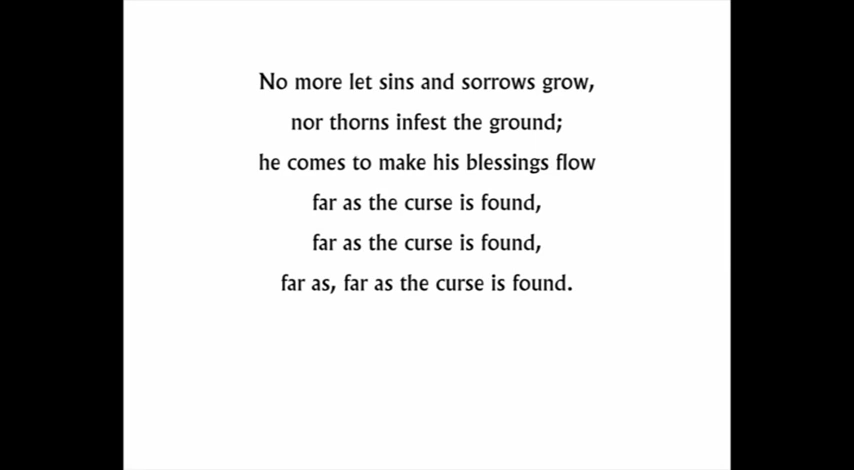 No more let sins and sorrows grow,
nor thorns infest the ground;
he comes to make his blessings flow
far as the curse is found,
far as the curse is found,
far as, far as the curse is found.